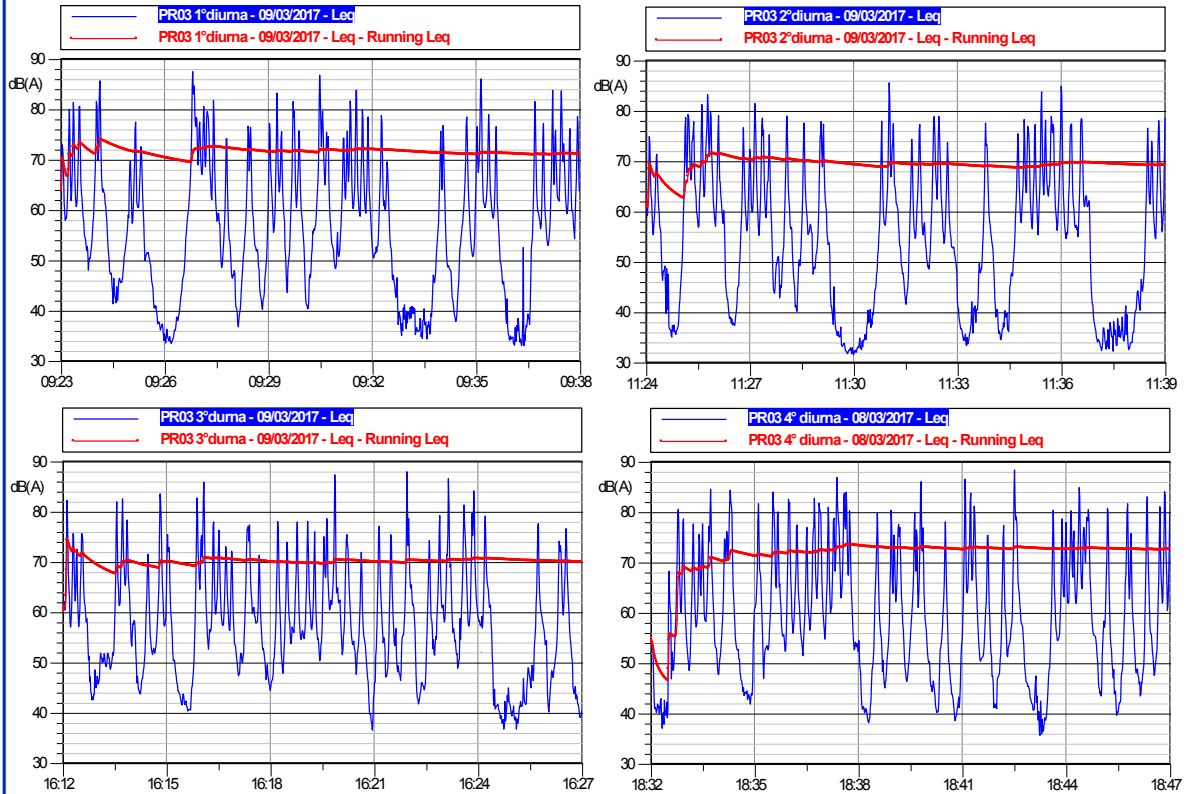 PR03 1°diurna - 09/03/2017 - Leq
PR03 1°diurna - 09/03/2017 - Leq - Running Leq
90
dB(A)
80
70
60
50
40
30
09:23 09:26 09:29 09:32 09:35 09:38
PR03 2°diurna - 09/03/2017 - Leq
PR03 2°diurna - 09/03/2017 - Leq - Running Leq
90
dB(A)
80
70
60
50
40
30
11:24 11:27 11:30 11:33 11:36 11:39
PR03 3°durna - 09/03/2017 - Leq
PR03 3°durna - 09/03/2017 - Leq - Running Leq
90
dB(A)
80
70
60
50
40
30
16:12 16:15 16:18 16:21 16:24 16:27
PR03 4° diurna - 08/03/2017 - Leq
PR03 4° diurna - 08/03/2017 - Leq - Running Leq
90
dB(A)
80
70
60
50
40
30
18:32 18:35 18:38 18:41 18:44 18:47